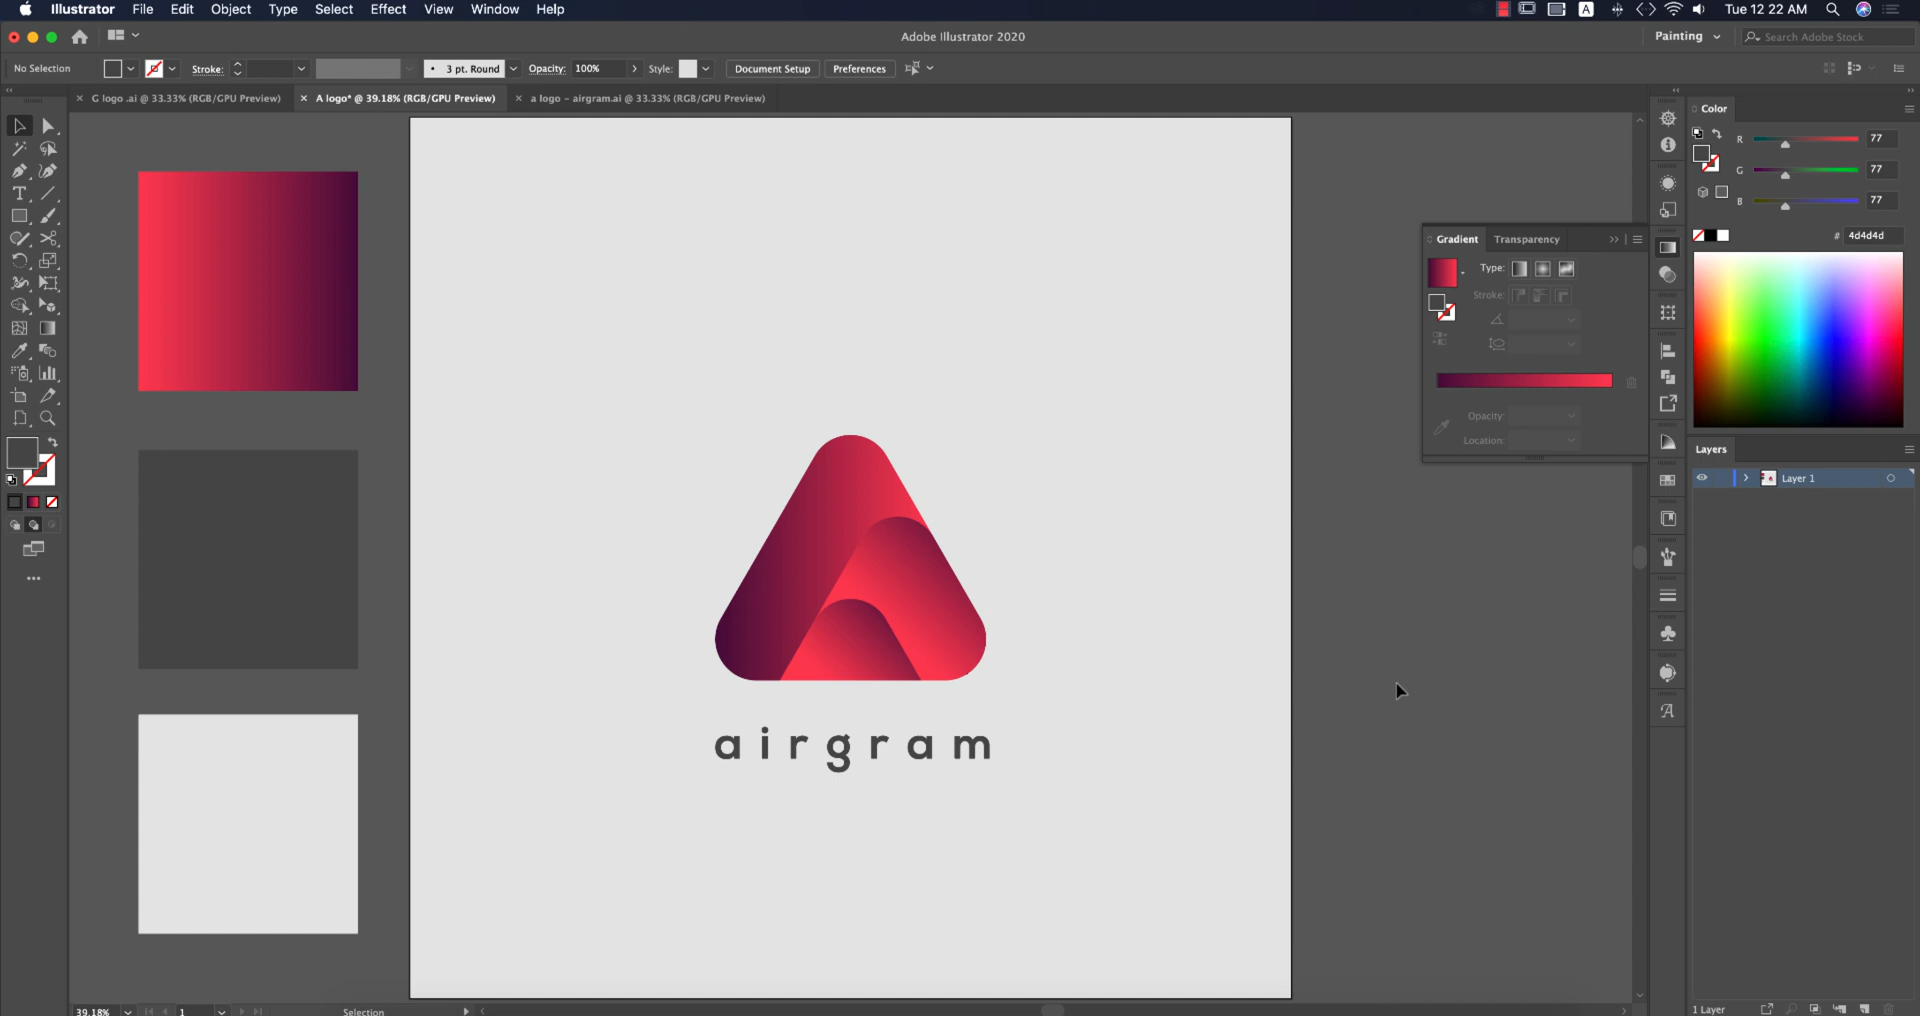 Illustrator File Edit Object Type Select Effect View Window Help
A
Tue 12 22 AM
Adobe Illustrator 2020
Painting
Search Adobe Stock
No Selection
Stroke:
3 pt. Round
Opacity: 100%
Style:
Document Setup
Preferences
G logo .ai @ 33.33% (RGB/GPU Preview)
A logo* @ 39.18% (RGB/GPU Preview)
a logo – airgram.ai @ 33.33% (RGB/GPU Preview)
Color
R 77
G 77
B 77
# 4d4d4d
Gradient Transparency
Type:
Stroke:
Opacity:
Location:
Layers
Layer 1
airgram
39.18%
1
Selection
1 Layer